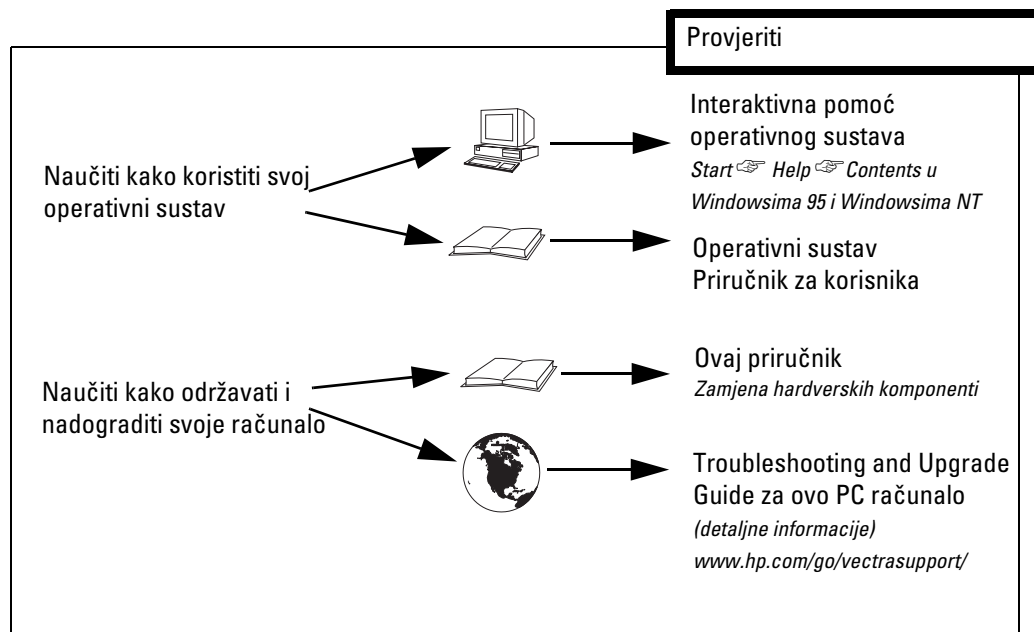 Provjeriti
Naučiti kako koristiti svoj
operativni sustav
Interaktivna pomoć
operativnog sustava
Start ☞ Help ☞ Contents u
Windowsima 95 i Windowsima NT
Operativni sustav
Priručnik za korisnika
Naučiti kako održavati i
nadograditi svoje računalo
Ovaj priručnik
Zamjena hardverskih komponenti
Troubleshooting and Upgrade
Guide za ovo PC računalo
(detaljne informacije)
www.hp.com/go/vectrasupport/